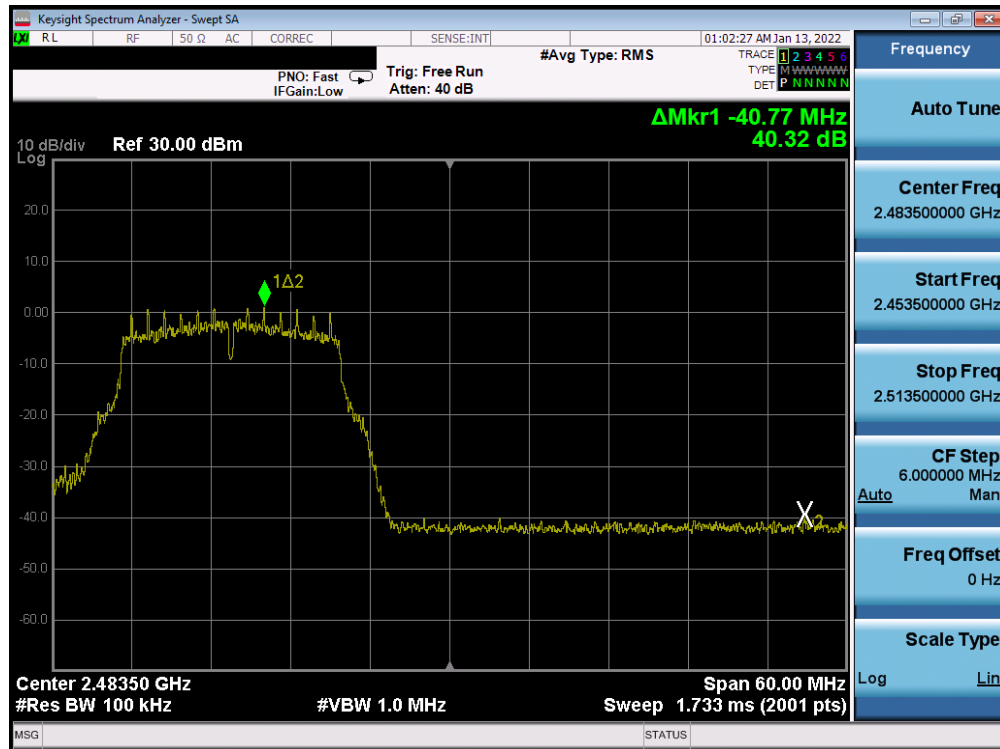 Keysight Spectrum Analyzer - Swept SA
LXI RL RF 50 Ω AC CORREC SENSE:INT 01:02:27 AM Jan 13, 2022
#Avg Type: RMS TRACE 1 2 3 4 5 6
PNO: Fast Trig: Free Run TYPE M WWWWW
IFGain:Low Atten: 40 dB DET P N N N N N
ΔMkr1 -40.77 MHz
40.32 dB
10 dB/div Ref 30.00 dBm
Log
20.0
10.0
1Δ2
0.00
-10.0
-20.0
-30.0
-40.0
X2
-50.0
-60.0
Center 2.48350 GHz Span 60.00 MHz
#Res BW 100 kHz #VBW 1.0 MHz Sweep 1.733 ms (2001 pts)
MSG STATUS
Frequency
Auto Tune
Center Freq
2.483500000 GHz
Start Freq
2.453500000 GHz
Stop Freq
2.513500000 GHz
CF Step
6.000000 MHz
Auto Man
Freq Offset
0 Hz
Scale Type
Log Lin